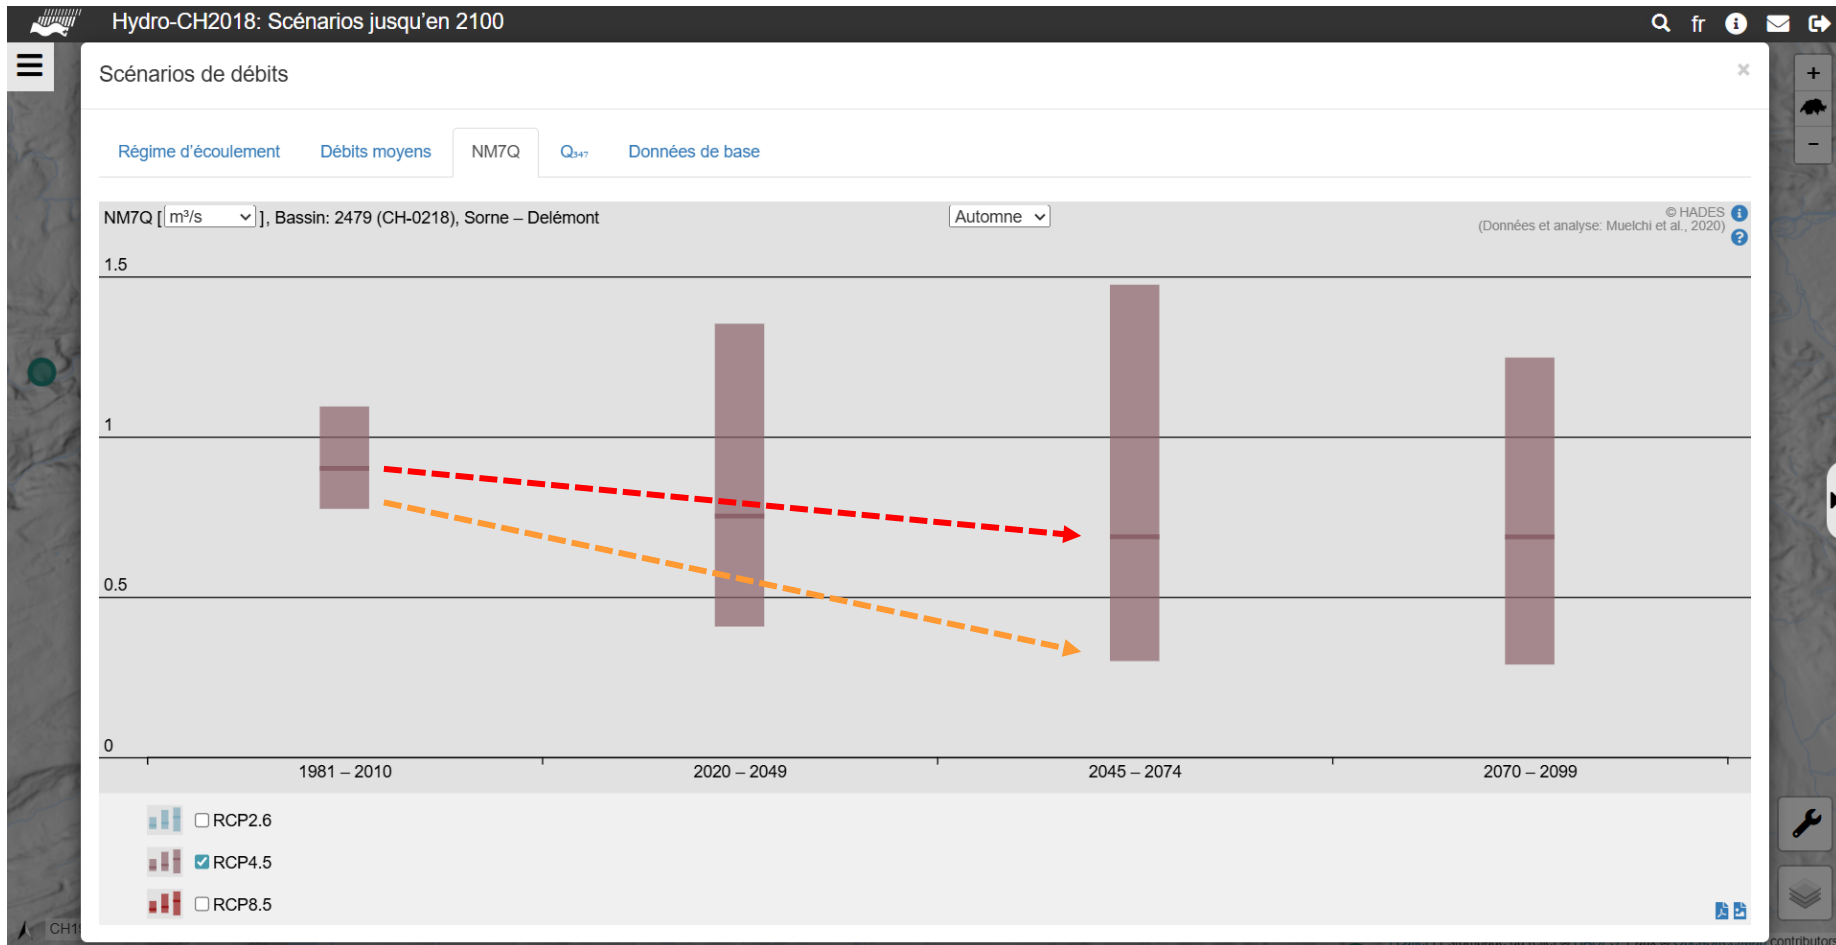 Hydro-CH2018: Scénarios jusqu'en 2100
fr
Scénarios de débits
×
Régime d'écoulement
Débits moyens
NM7Q
Q₃₄₇
Données de base
NM7Q [ m³/s ], Bassin: 2479 (CH-0218), Sorne – Delémont
Automne
© HADES
(Données et analyse: Muelchi et al., 2020)
1.5
1
0.5
0
1981 – 2010
2020 – 2049
2045 – 2074
2070 – 2099
RCP2.6
RCP4.5
RCP8.5
+
−
CH19
contributors